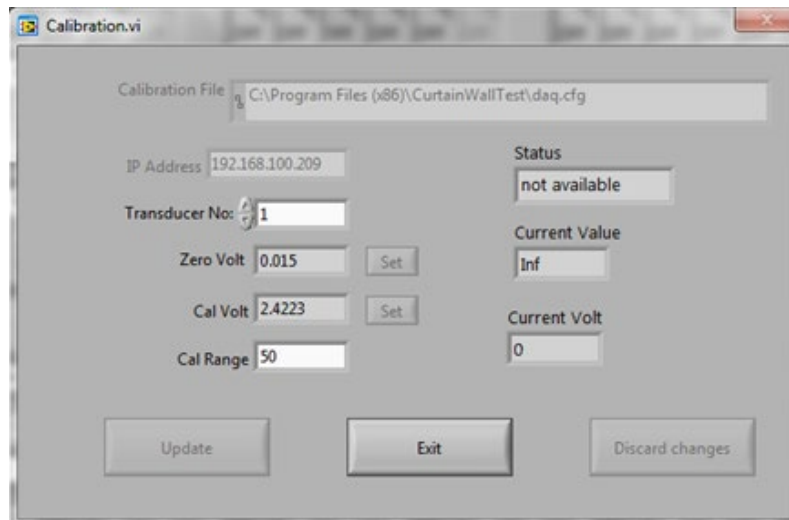 Calibration.vi
Calibration File C:\Program Files (x86)\CurtainWallTest\daq.cfg
IP Address 192.168.100.209
Status
not available
Transducer No: 1
Current Value
Zero Volt 0.015 Set
Inf
Cal Volt 2.4223 Set
Current Volt
Cal Range 50
0
Update Exit Discard changes